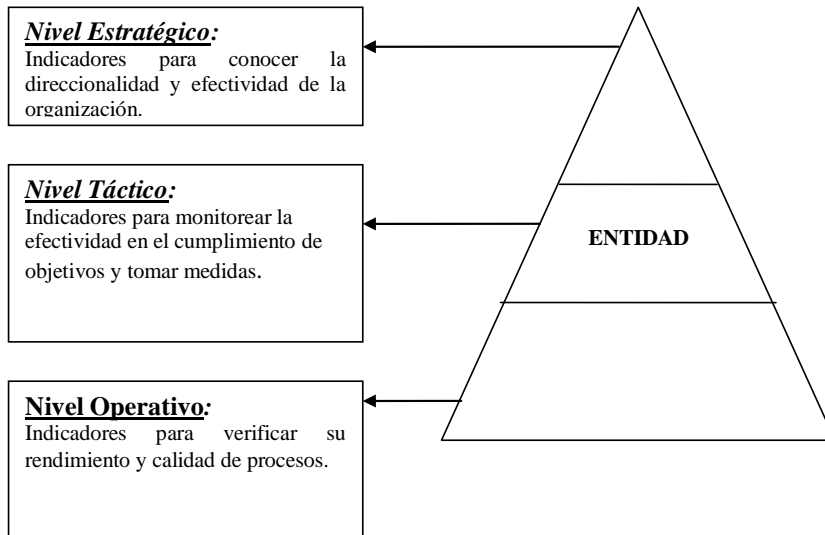 Nivel Estratégico:
Indicadores para conocer la
direccionalidad y efectividad de la
organización.
Nivel Táctico:
Indicadores para monitorear la
efectividad en el cumplimiento de
objetivos y tomar medidas.
ENTIDAD
Nivel Operativo:
Indicadores para verificar su
rendimiento y calidad de procesos.